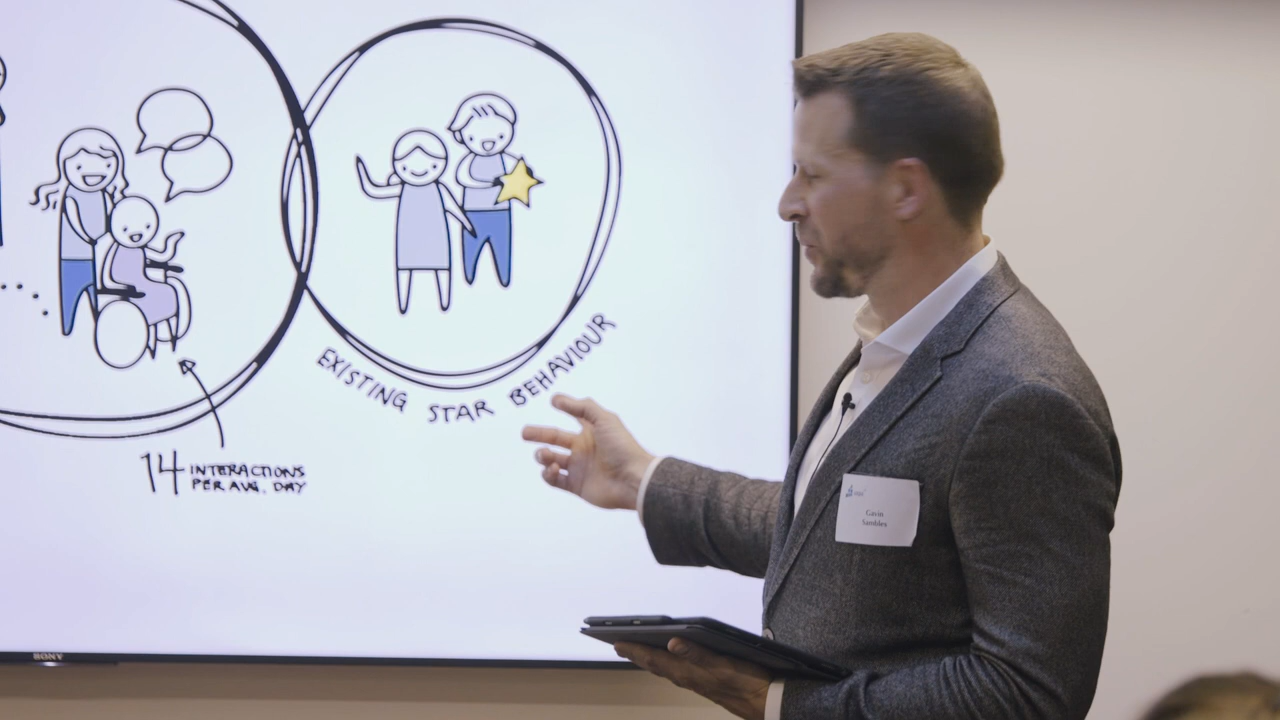 EXISTING STAR BEHAVIOUR
14 INTERACTIONS
PER AVG. DAY
Gavin
Sambles
SONY